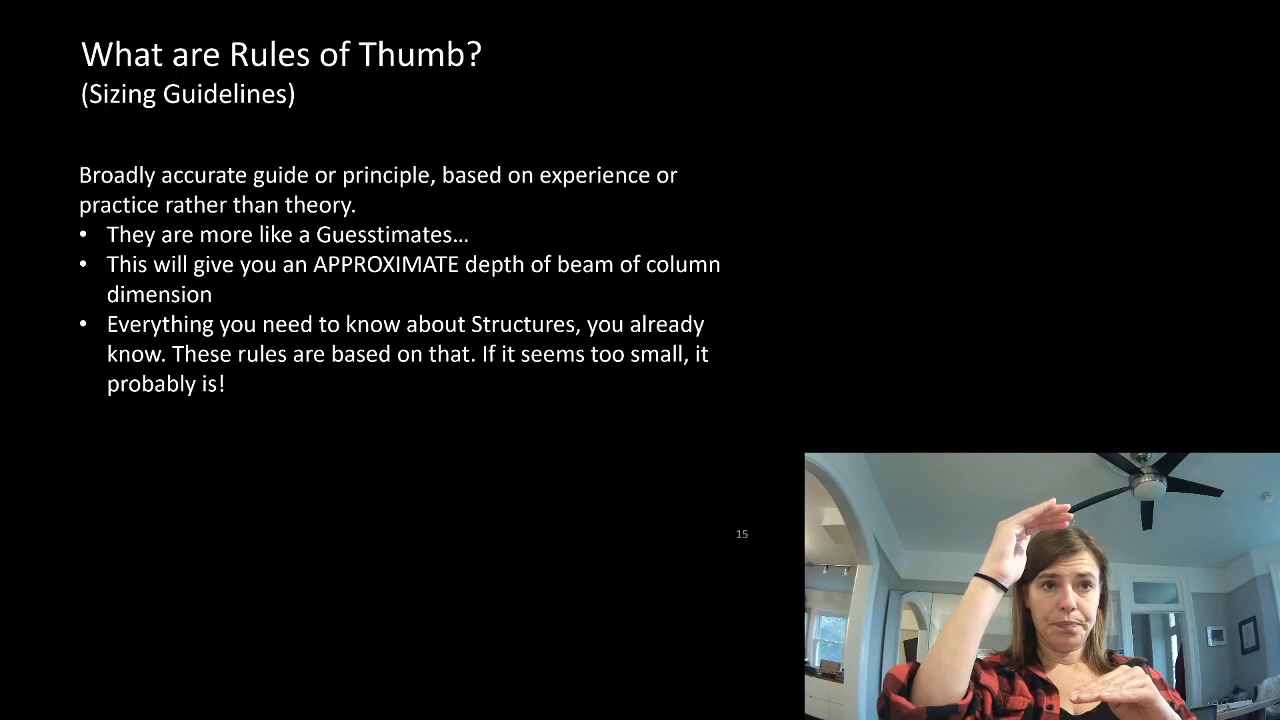 What are Rules of Thumb?
(Sizing Guidelines)
Broadly accurate guide or principle, based on experience or
practice rather than theory.
• They are more like a Guesstimates…
• This will give you an APPROXIMATE depth of beam of column
dimension
• Everything you need to know about Structures, you already
know. These rules are based on that. If it seems too small, it
probably is!
15